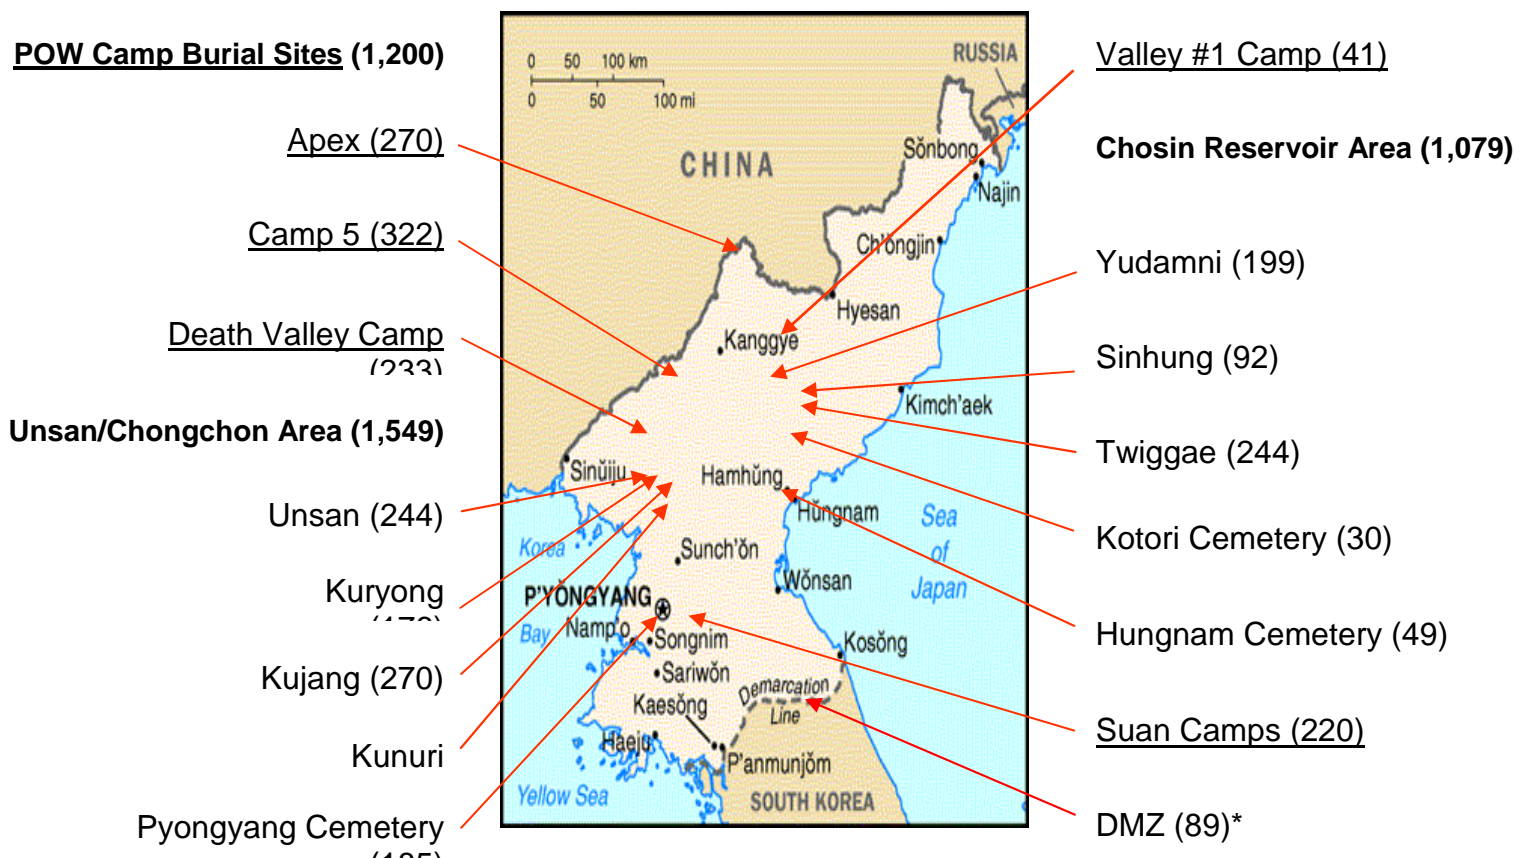 POW Camp Burial Sites (1,200)
Apex (270)
Camp 5 (322)
Death Valley Camp
(233)
Unsan/Chongchon Area (1,549)
Unsan (244)
Kuryong
Kujang (270)
Kunuri
Pyongyang Cemetery
0 50 100 km
0 50 100 mi
RUSSIA
CHINA
Sŏnbong
Najin
Ch'ŏngjin
Hyesan
Kanggye
Kimch'aek
Sinŭiju
Hamhŭng
Hŭngnam
Sea
of
Japan
Korea
Bay
Sunch'ŏn
Wŏnsan
P'YŎNGYANG
Namp'o
Songnim
Kosŏng
Sariwŏn
Demarcation
Line
Kaesŏng
Haeju
P'anmunjŏm
Yellow Sea
SOUTH KOREA
Valley #1 Camp (41)
Chosin Reservoir Area (1,079)
Yudamni (199)
Sinhung (92)
Twiggae (244)
Kotori Cemetery (30)
Hungnam Cemetery (49)
Suan Camps (220)
DMZ (89)*